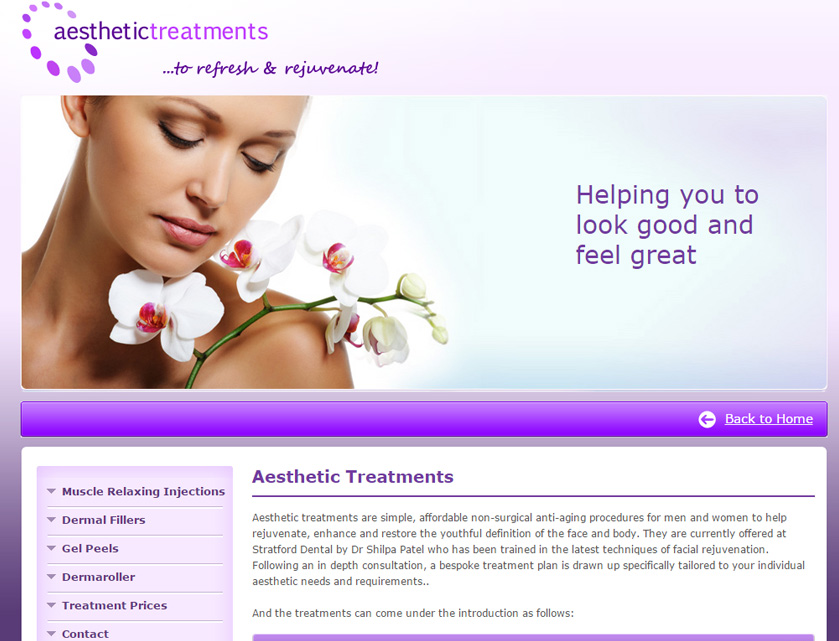 aesthetictreatments
...to refresh & rejuvenate!
Helping you to
look good and
feel great
Back to Home
Muscle Relaxing Injections
Dermal Fillers
Gel Peels
Dermaroller
Treatment Prices
Contact
Aesthetic Treatments
Aesthetic treatments are simple, affordable non-surgical anti-aging procedures for men and women to help
rejuvenate, enhance and restore the youthful definition of the face and body. They are currently offered at
Stratford Dental by Dr Shilpa Patel who has been trained in the latest techniques of facial rejuvenation.
Following an in depth consultation, a bespoke treatment plan is drawn up specifically tailored to your individual
aesthetic needs and requirements..
And the treatments can come under the introduction as follows: